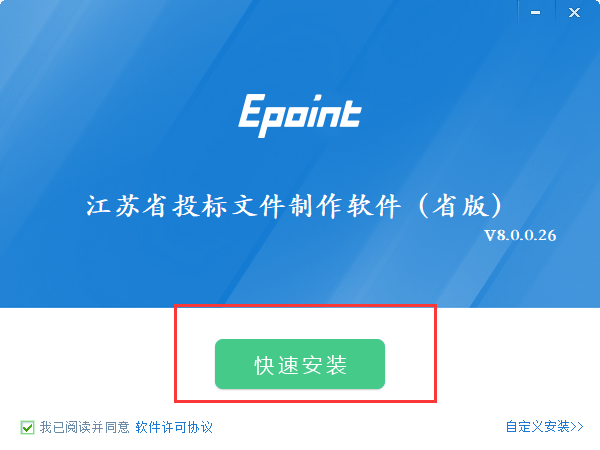 Epoint
江苏省投标文件制作软件（省版）
V8.0.0.26
快速安装
我已阅读并同意 软件许可协议
自定义安装>>